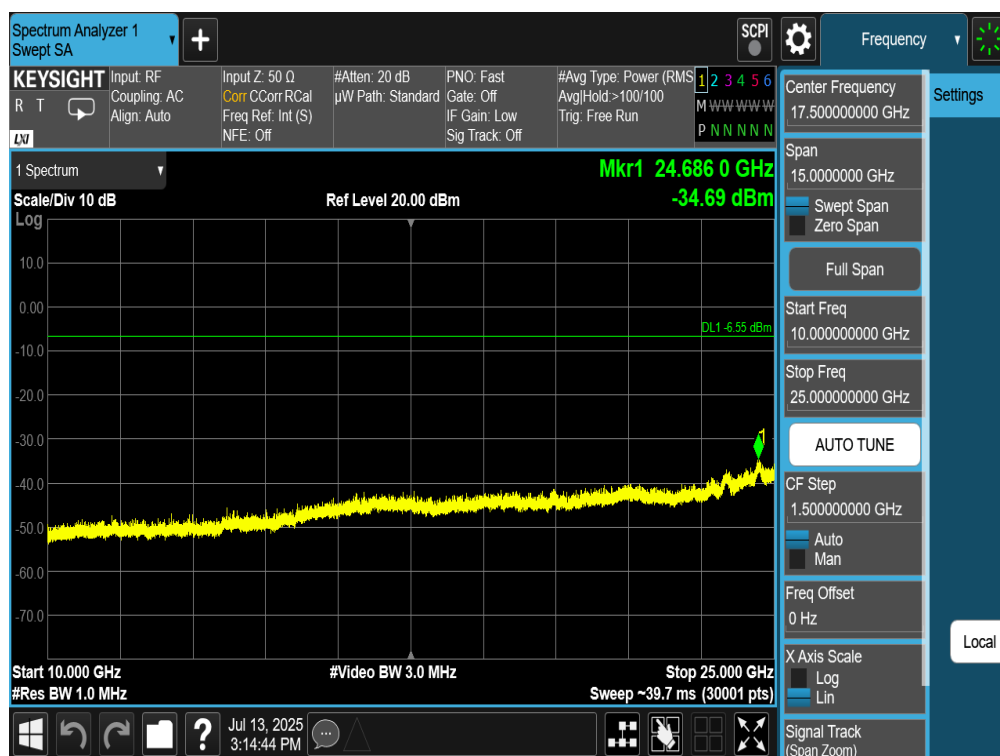 Spectrum Analyzer 1
Swept SA
+
SCPI
Frequency
KEYSIGHT
R T
LXI
Input: RF
Coupling: AC
Align: Auto
Input Z: 50 Ω
Corr CCorr RCal
Freq Ref: Int (S)
NFE: Off
#Atten: 20 dB
µW Path: Standard
PNO: Fast
Gate: Off
IF Gain: Low
Sig Track: Off
#Avg Type: Power (RMS
Avg|Hold:>100/100
Trig: Free Run
1 2 3 4 5 6
M W W W W W
P N N N N N
1 Spectrum
Mkr1 24.686 0 GHz
-34.69 dBm
Scale/Div 10 dB
Ref Level 20.00 dBm
Log
10.0
0.00
DL1 -6.55 dBm
-10.0
-20.0
-30.0
1
-40.0
-50.0
-60.0
-70.0
Start 10.000 GHz
#Video BW 3.0 MHz
Stop 25.000 GHz
#Res BW 1.0 MHz
Sweep ~39.7 ms (30001 pts)
Center Frequency
17.500000000 GHz
Span
15.0000000 GHz
Swept Span
Zero Span
Full Span
Start Freq
10.000000000 GHz
Stop Freq
25.000000000 GHz
AUTO TUNE
CF Step
1.500000000 GHz
Auto
Man
Freq Offset
0 Hz
X Axis Scale
Log
Lin
Signal Track
(Span Zoom)
Settings
Local
?
Jul 13, 2025
3:14:44 PM